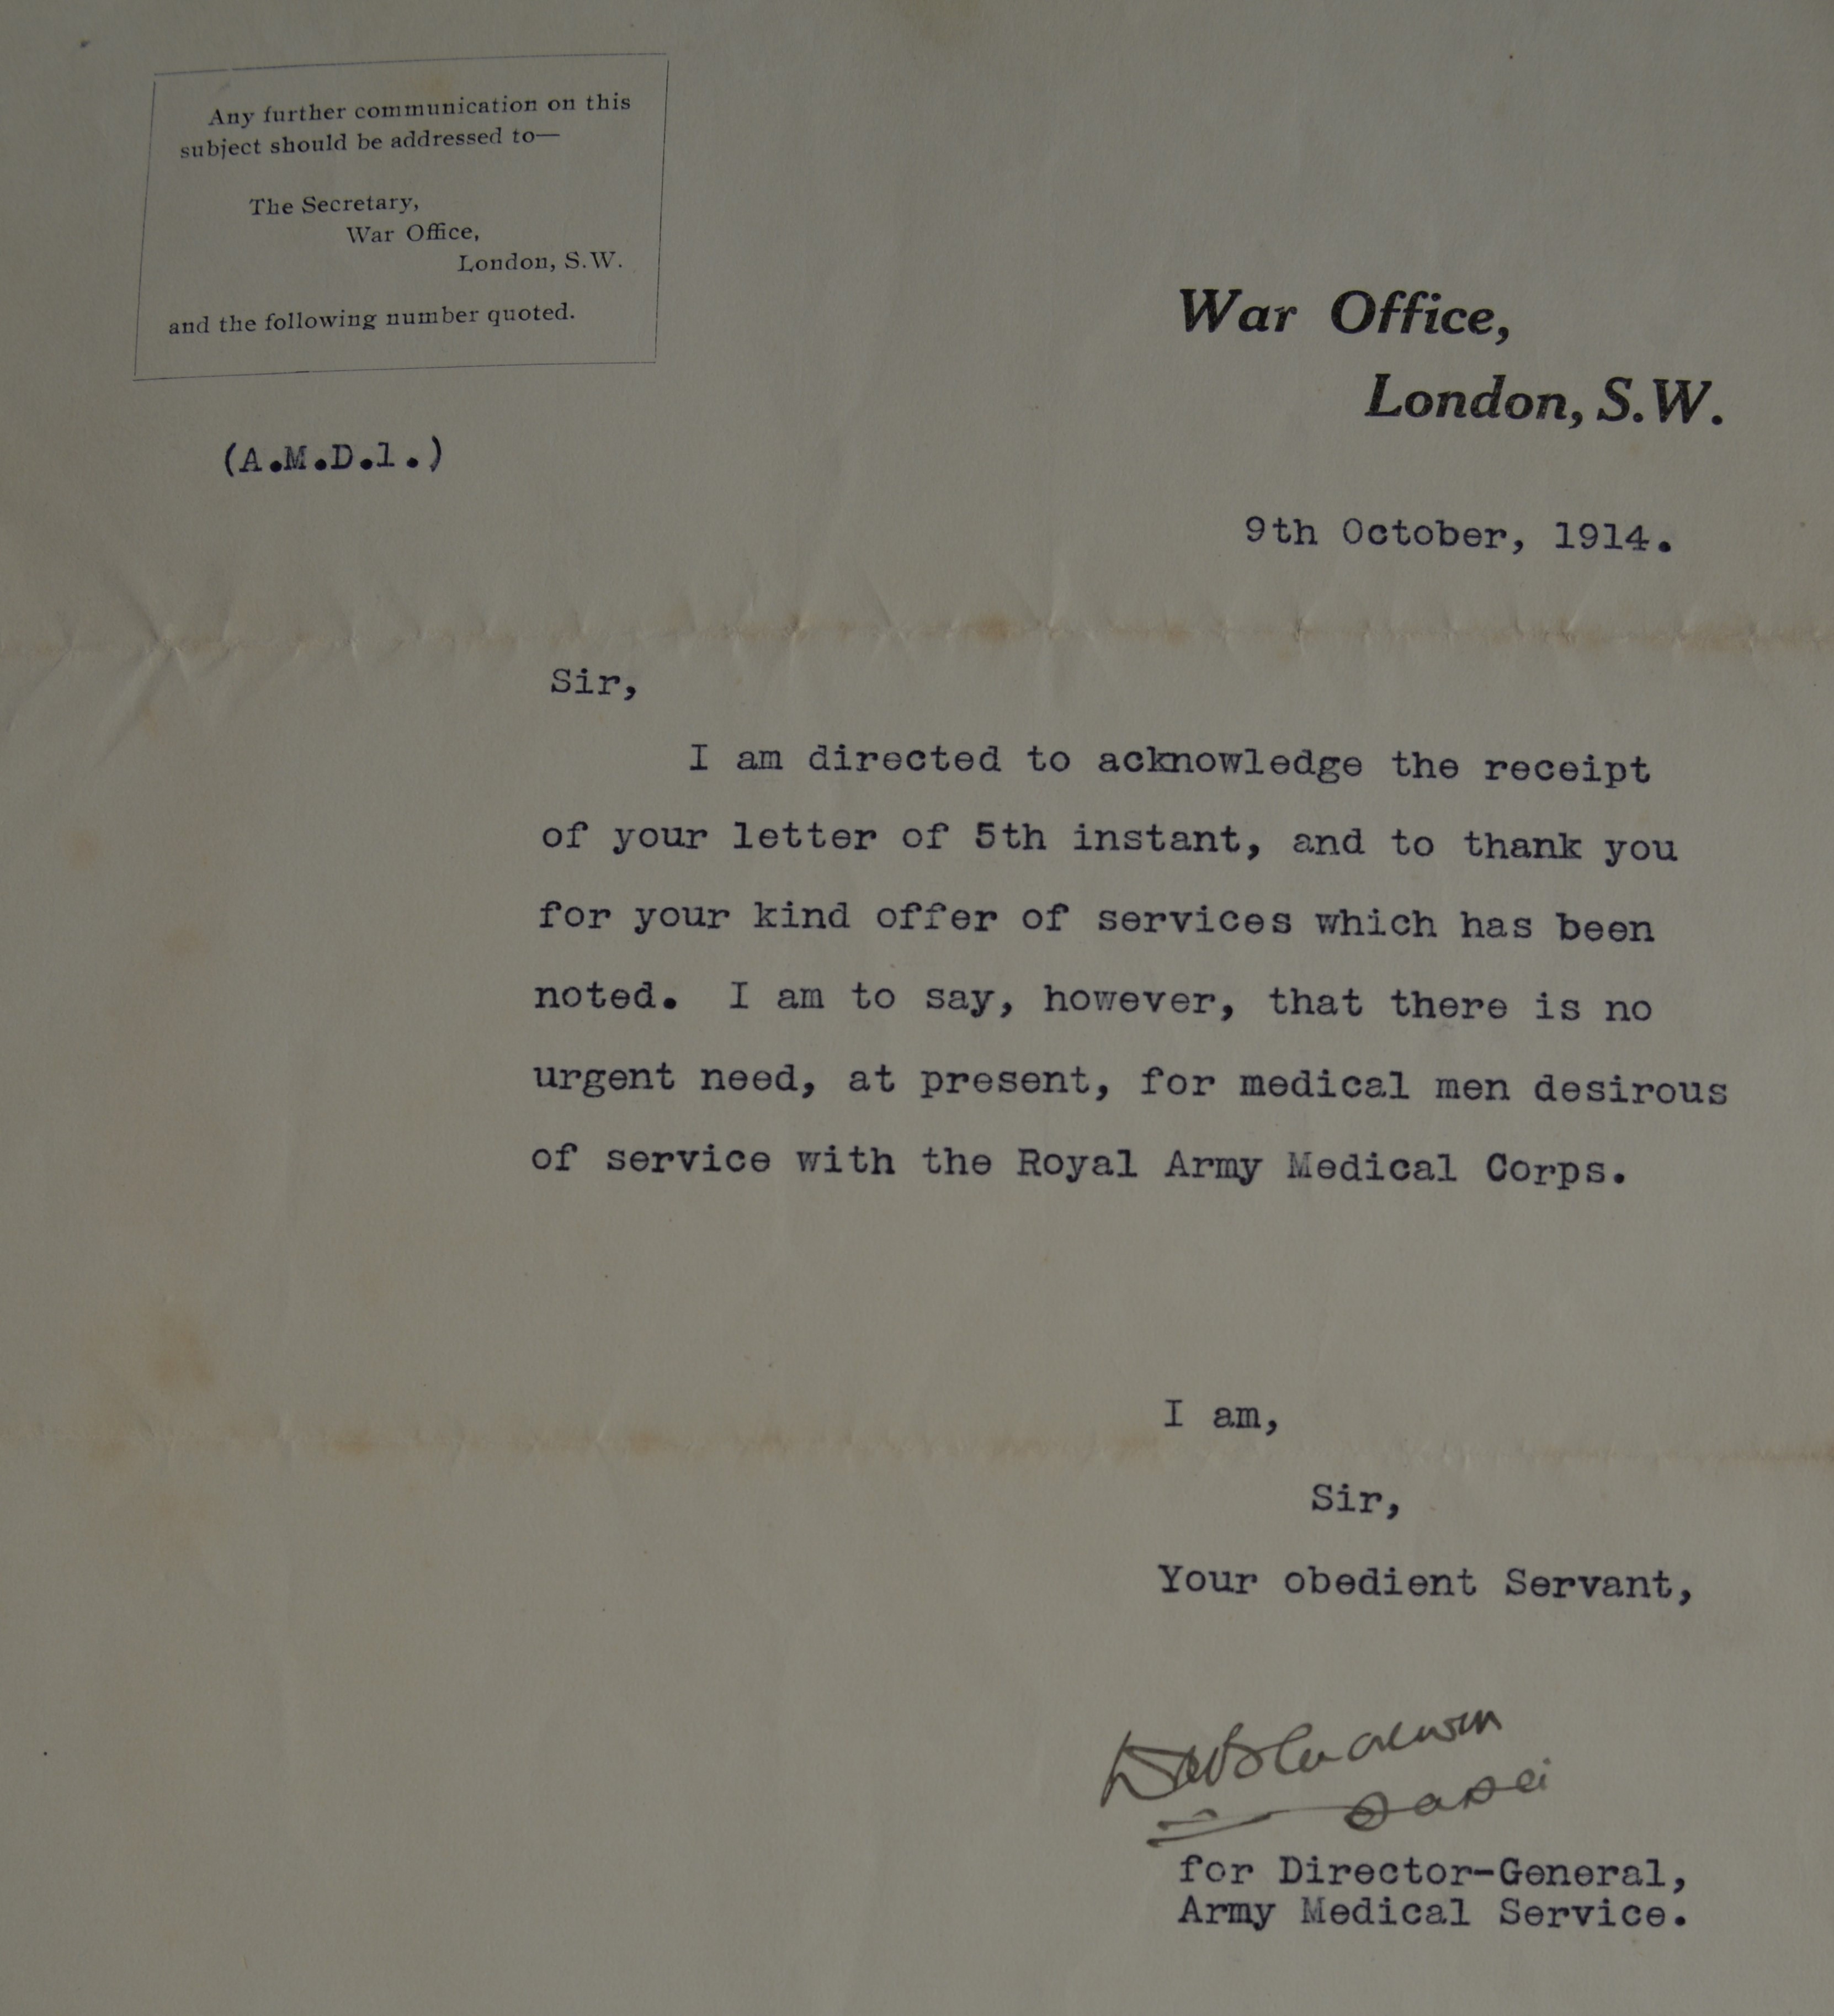 Any further communication on this
subject should be addressed to—
The Secretary,
War Office,
London, S.W.
and the following number quoted.
(A.M.D.1.)
War Office,
London, S.W.
9th October, 1914.
Sir,
I am directed to acknowledge the receipt
of your letter of 5th instant, and to thank you
for your kind offer of services which has been
noted. I am to say, however, that there is no
urgent need, at present, for medical men desirous
of service with the Royal Army Medical Corps.
I am,
Sir,
Your obedient Servant,
for Director-General,
Army Medical Service.